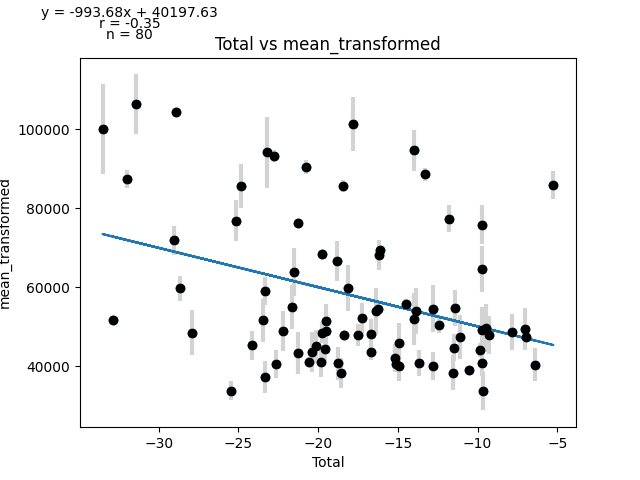 y = -993.68x + 40197.63
r = -0.35
n = 80
Total vs mean_transformed
100000
80000
60000
40000
mean_transformed
−30
−25
−20
−15
−10
−5
Total